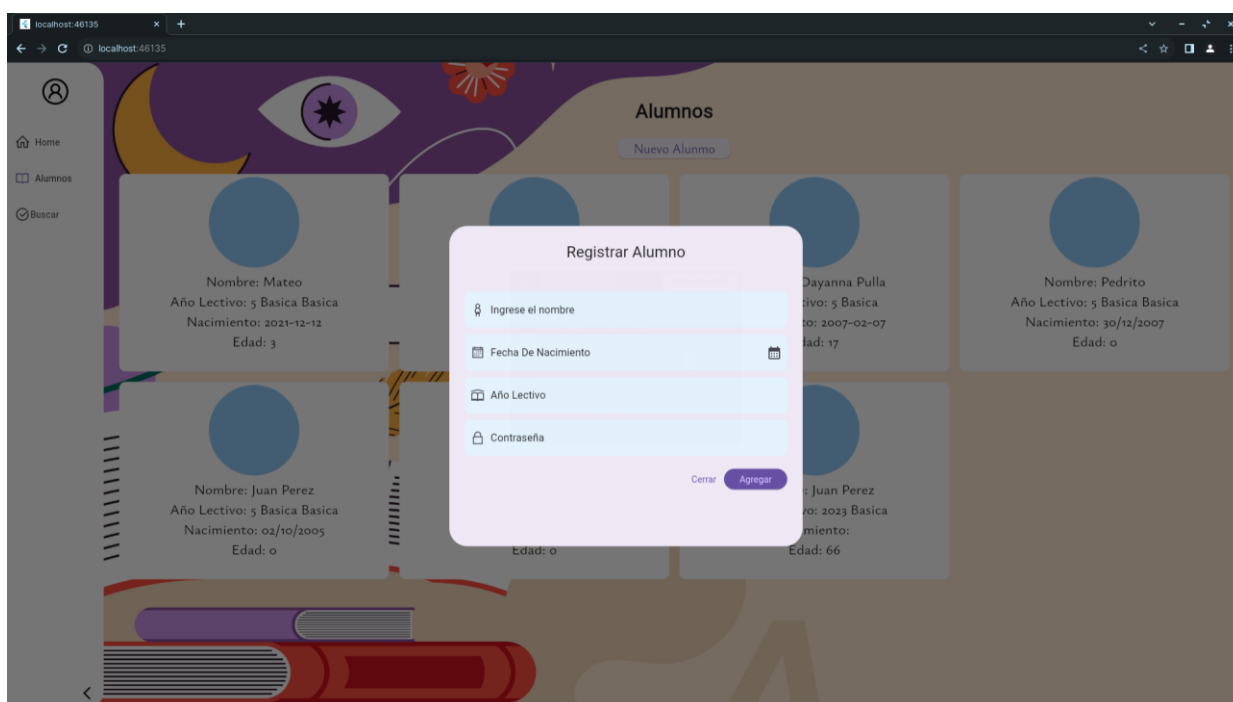 localhost:46135
localhost:46135
Home
Alumnos
Buscar
Alumnos
Nuevo Alunmo
Nombre: Mateo
Año Lectivo: 5 Basica Basica
Nacimiento: 2021-12-12
Edad: 3
Dayanna Pulla
tivo: 5 Basica
to: 2007-02-07
dad: 17
Nombre: Pedrito
Año Lectivo: 5 Basica Basica
Nacimiento: 30/12/2007
Edad: 0
Registrar Alumno
Ingrese el nombre
Fecha De Nacimiento
Año Lectivo
Contraseña
Cerrar
Agregar
Nombre: Juan Perez
Año Lectivo: 5 Basica Basica
Nacimiento: 02/10/2005
Edad: 0
Edad: 0
: Juan Perez
vo: 2023 Basica
miento:
Edad: 66